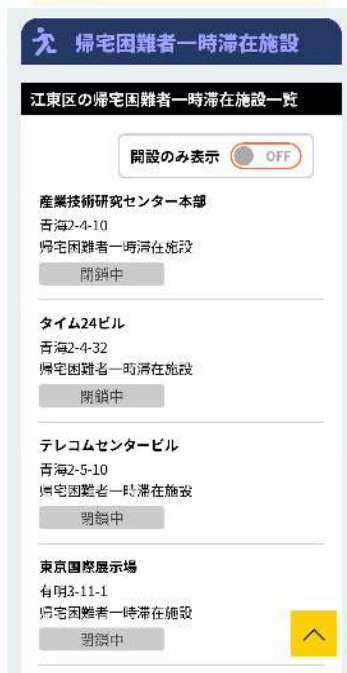 帰宅困難者一時滞在施設
江東区の帰宅困難者一時滞在施設一覧
開設のみ表示 OFF
産業技術研究センター本部
青海2-4-10
帰宅困難者一時滞在施設
閉鎖中
タイム24ビル
青海2-4-32
帰宅困難者一時滞在施設
閉鎖中
テレコムセンタービル
青海2-5-10
帰宅困難者一時滞在施設
閉鎖中
東京国際展示場
有明3-11-1
帰宅困難者一時滞在施設
閉鎖中